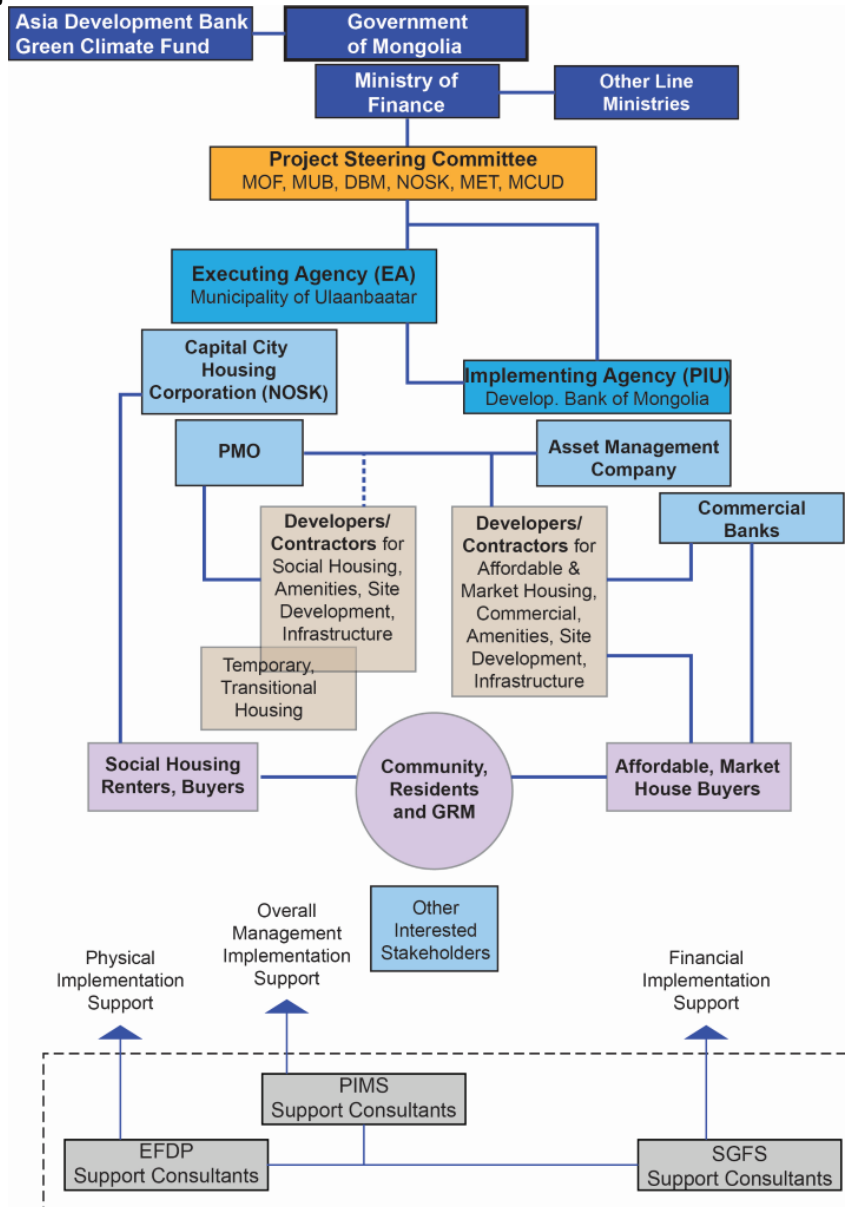 Asia Development Bank
Green Climate Fund
Government
of Mongolia
Ministry of
Finance
Other Line
Ministries
Project Steering Committee
MOF, MUB, DBM, NOSK, MET, MCUD
Executing Agency (EA)
Municipality of Ulaanbaatar
Capital City
Housing
Corporation (NOSK)
Implementing Agency (PIU)
Develop. Bank of Mongolia
PMO
Asset Management
Company
Developers/
Contractors for
Social Housing,
Amenities, Site
Development,
Infrastructure
Temporary,
Transitional
Housing
Developers/
Contractors for
Affordable &
Market Housing,
Commercial,
Amenities, Site
Development,
Infrastructure
Commercial
Banks
Social Housing
Renters, Buyers
Community,
Residents
and GRM
Affordable, Market
House Buyers
Other
Interested
Stakeholders
Physical
Implementation
Support
Overall
Management
Implementation
Support
Financial
Implementation
Support
PIMS
Support Consultants
EFDP
Support Consultants
SGFS
Support Consultants